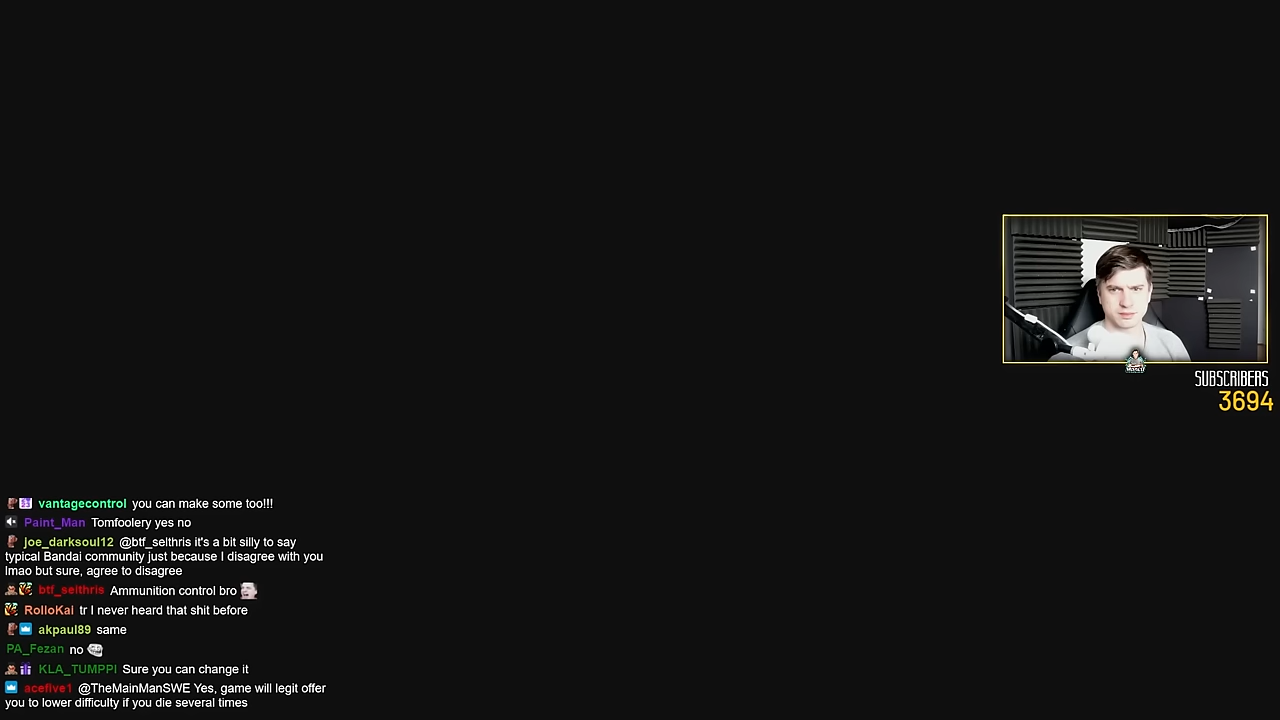 SUBSCRIBERS
3694
vantagecontrol you can make some too!!!
Paint_Man Tomfoolery yes no
joe_darksoul12 @btf_selthris it's a bit silly to say
typical Bandai community just because I disagree with you
lmao but sure, agree to disagree
btf_selthris Ammunition control bro
RolloKai tr I never heard that shit before
akpaul89 same
PA_Fezan no
KLA_TUMPPI Sure you can change it
acefive1 @TheMainManSWE Yes, game will legit offer
you to lower difficulty if you die several times